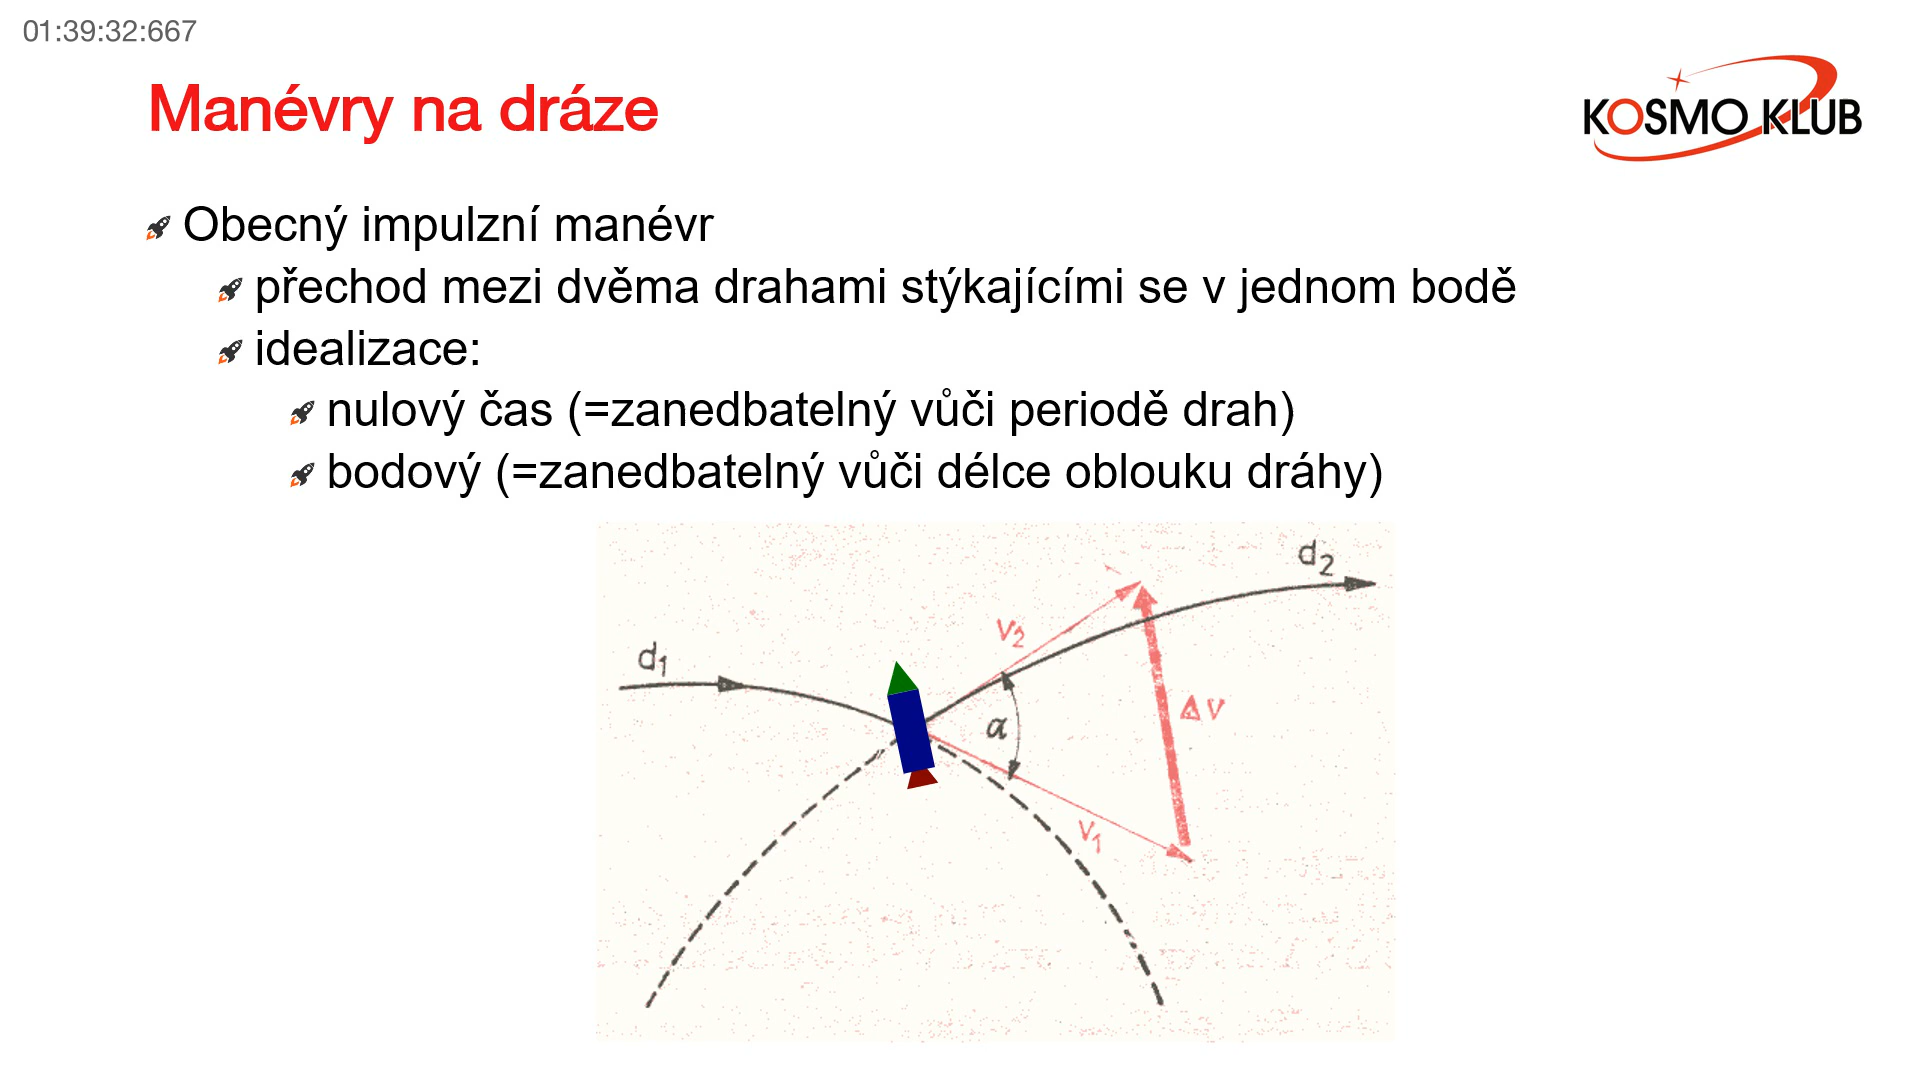 01:39:32:667
Manévry na dráze
KOSMO KLUB
Obecný impulzní manévr
přechod mezi dvěma drahami stýkajícími se v jednom bodě
idealizace:
nulový čas (=zanedbatelný vůči periodě drah)
bodový (=zanedbatelný vůči délce oblouku dráhy)
d2
v2
d1
Δv
α
v1